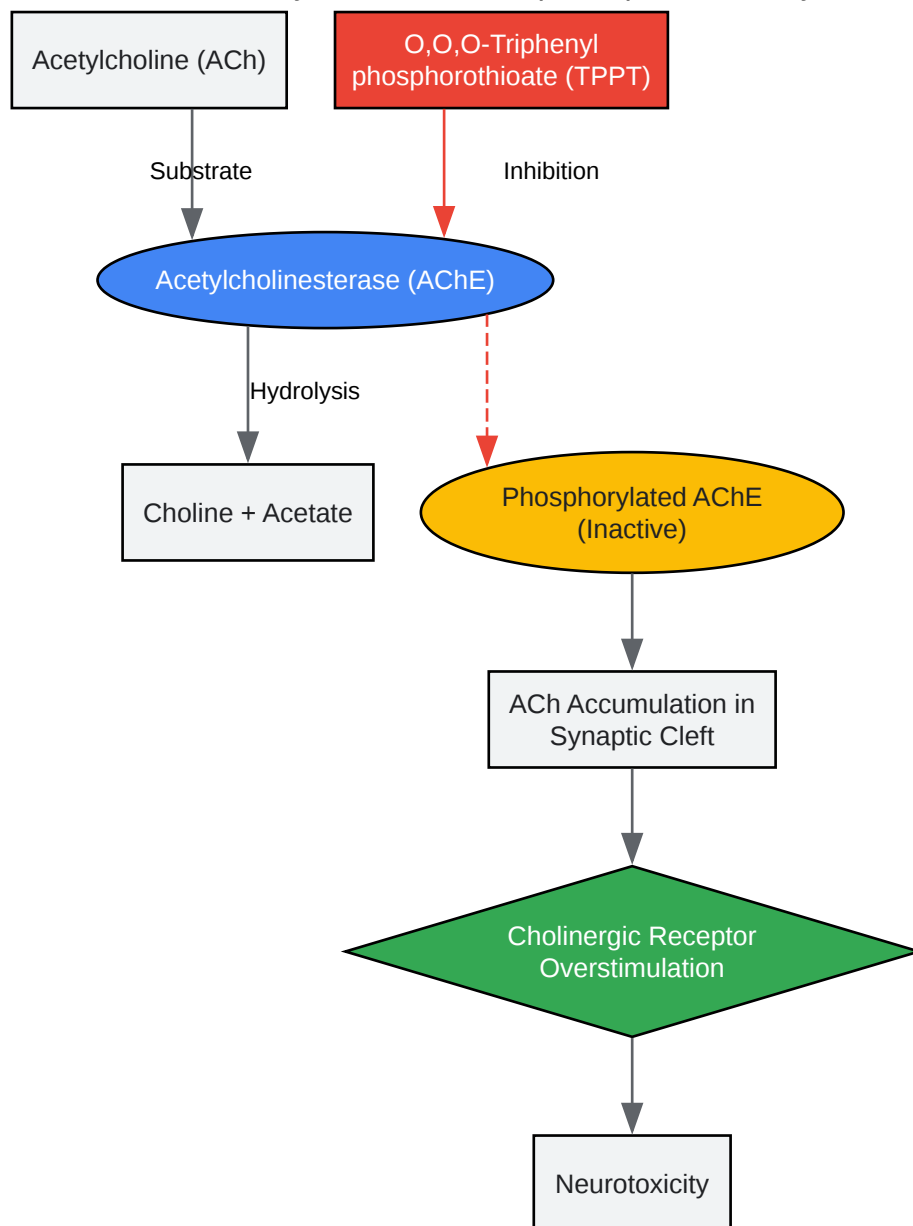 Acetylcholine (ACh)
O,O,O-Triphenyl
phosphorothioate (TPPT)
Substrate
Inhibition
Acetylcholinesterase (AChE)
Hydrolysis
Choline + Acetate
Phosphorylated AChE
(Inactive)
ACh Accumulation in
Synaptic Cleft
Cholinergic Receptor
Overstimulation
Neurotoxicity